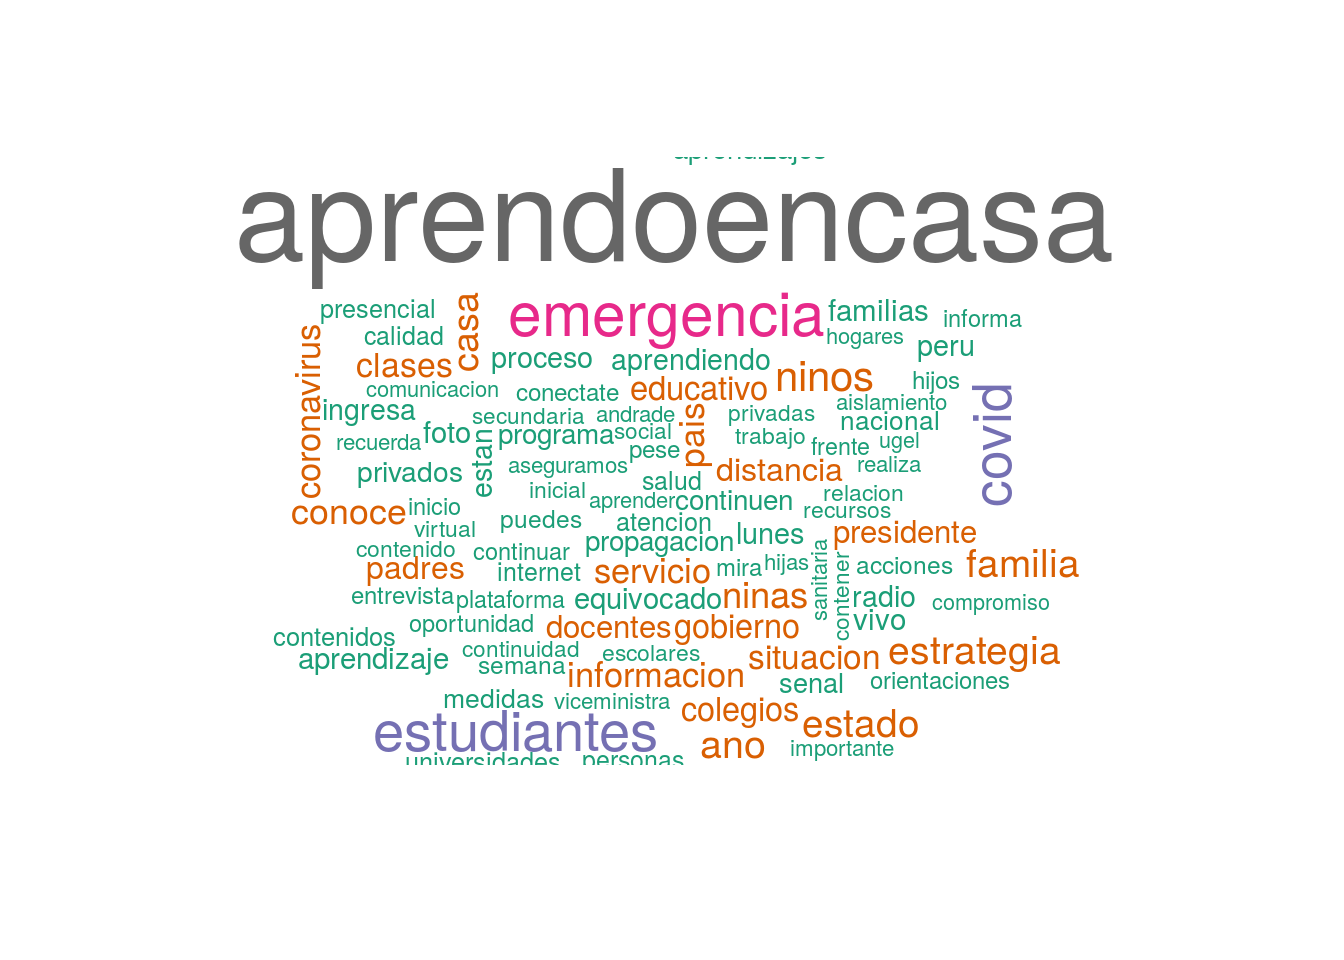 aprendizajes
aprendoencasa
presencial
casa
emergencia
familias
informa
calidad
hogares
peru
coronavirus
clases
proceso
aprendiendo
ninos
hijos
comunicacion
conectate
educativo
covid
ingresa
secundaria
andrade
pais
privadas
aislamiento
nacional
recuerda
foto
estan
programa
social
trabajo
frente
ugel
pese
privados
aseguramos
distancia
realiza
salud
inicial
aprender
continuen
relacion
recursos
conoce
inicio
virtual
puedes
atencion
lunes
presidente
contenido
continuar
propagacion
padres
internet
servicio
mira
hijas
sanitaria
contener
acciones
familia
entrevista
plataforma
equivocado
ninas
radio
compromiso
oportunidad
docentes
gobierno
vivo
contenidos
aprendizaje
continuidad
semana
escolares
situacion
estrategia
informacion
senal
orientaciones
medidas
viceministra
colegios
estado
estudiantes
ano
importante
universidades
personas